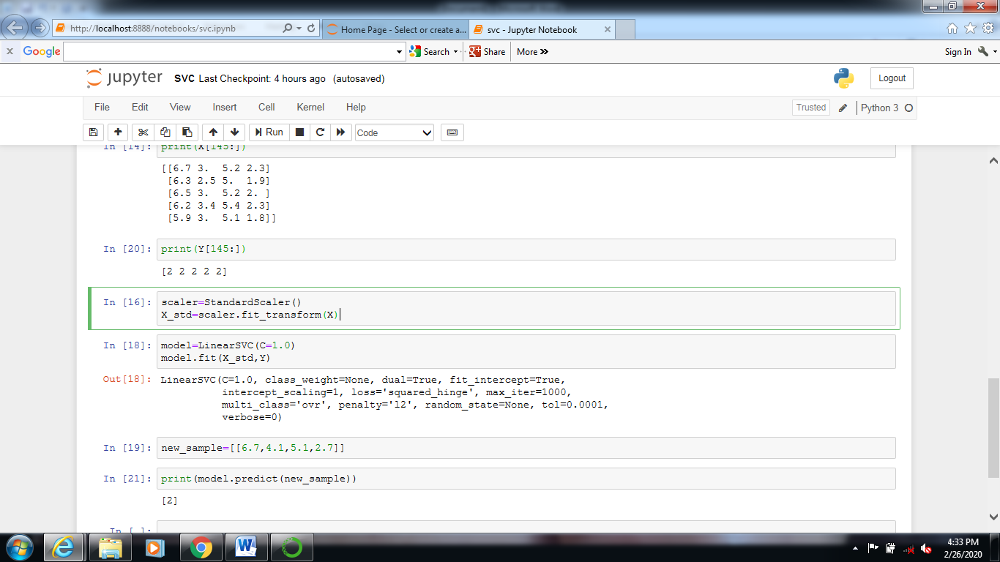 http://localhost:8888/notebooks/svc.ipynb
Home Page - Select or create a...
svc - Jupyter Notebook
x Google Search Share More » Sign In
jupyter SVC Last Checkpoint: 4 hours ago (autosaved) Logout
File Edit View Insert Cell Kernel Help Trusted Python 3
Run Code
In [14]: print(X[145:])
[[6.7 3.  5.2 2.3]
 [6.3 2.5 5.  1.9]
 [6.5 3.  5.2 2. ]
 [6.2 3.4 5.4 2.3]
 [5.9 3.  5.1 1.8]]
In [20]: print(Y[145:])
[2 2 2 2 2]
In [16]: scaler=StandardScaler()
X_std=scaler.fit_transform(X)
In [18]: model=LinearSVC(C=1.0)
model.fit(X_std,Y)
Out[18]: LinearSVC(C=1.0, class_weight=None, dual=True, fit_intercept=True,
intercept_scaling=1, loss='squared_hinge', max_iter=1000,
multi_class='ovr', penalty='l2', random_state=None, tol=0.0001,
verbose=0)
In [19]: new_sample=[[6.7,4.1,5.1,2.7]]
In [21]: print(model.predict(new_sample))
[2]
In [ ]:
4:33 PM
2/26/2020